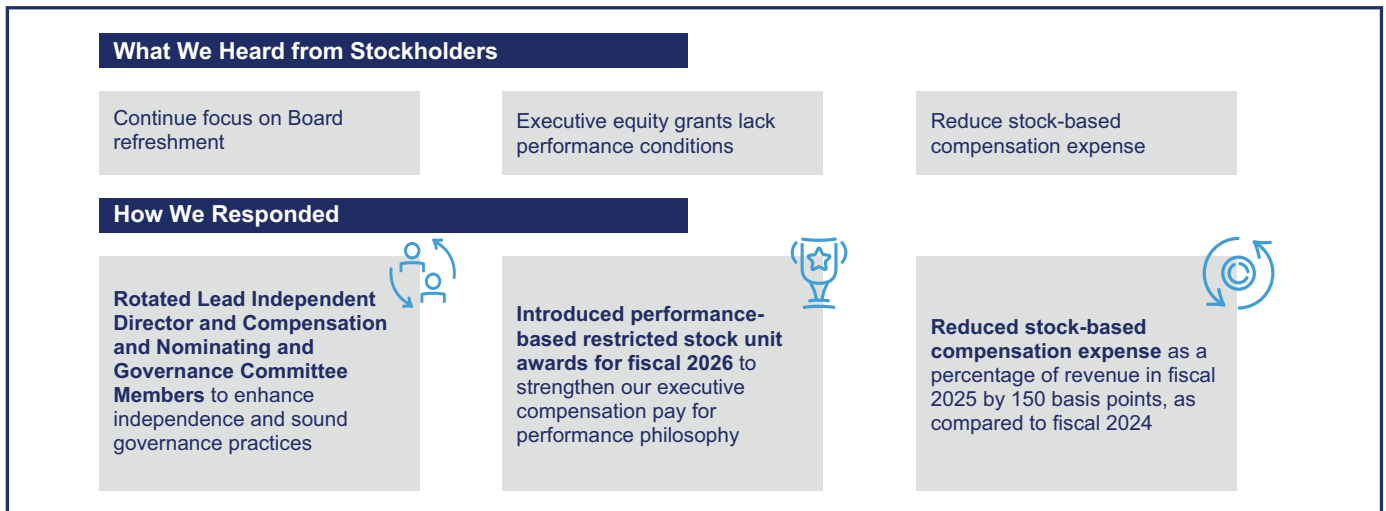 What We Heard from Stockholders
Continue focus on Board
refreshment
Executive equity grants lack
performance conditions
Reduce stock-based
compensation expense
How We Responded
Rotated Lead Independent
Director and Compensation
and Nominating and
Governance Committee
Members to enhance
independence and sound
governance practices
Introduced performance-
based restricted stock unit
awards for fiscal 2026 to
strengthen our executive
compensation pay for
performance philosophy
Reduced stock-based
compensation expense as a
percentage of revenue in fiscal
2025 by 150 basis points, as
compared to fiscal 2024